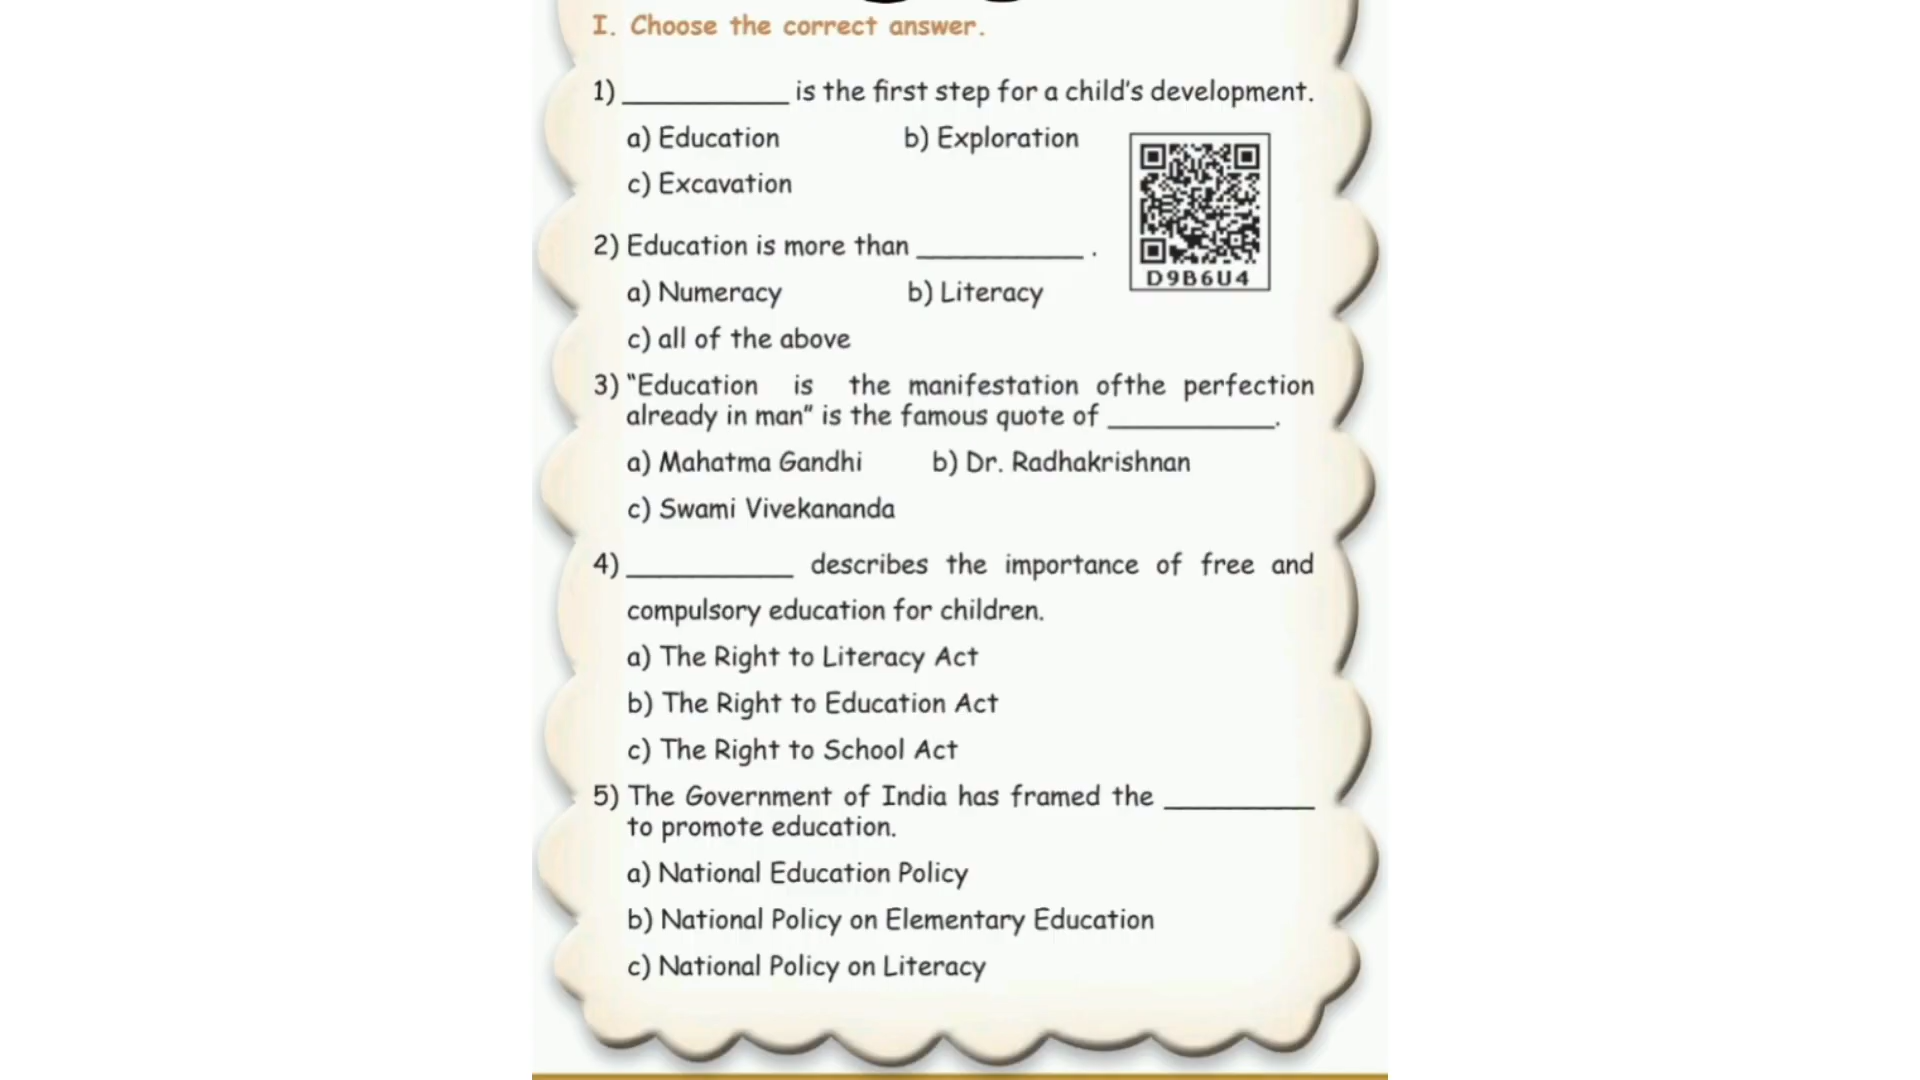 I. Choose the correct answer.
1) __________ is the first step for a child's development.
a) Education b) Exploration
c) Excavation
2) Education is more than __________ .
a) Numeracy b) Literacy
c) all of the above
D9B6U4
3) "Education is the manifestation ofthe perfection
already in man" is the famous quote of __________.
a) Mahatma Gandhi b) Dr. Radhakrishnan
c) Swami Vivekananda
4) __________ describes the importance of free and
compulsory education for children.
a) The Right to Literacy Act
b) The Right to Education Act
c) The Right to School Act
5) The Government of India has framed the __________
to promote education.
a) National Education Policy
b) National Policy on Elementary Education
c) National Policy on Literacy